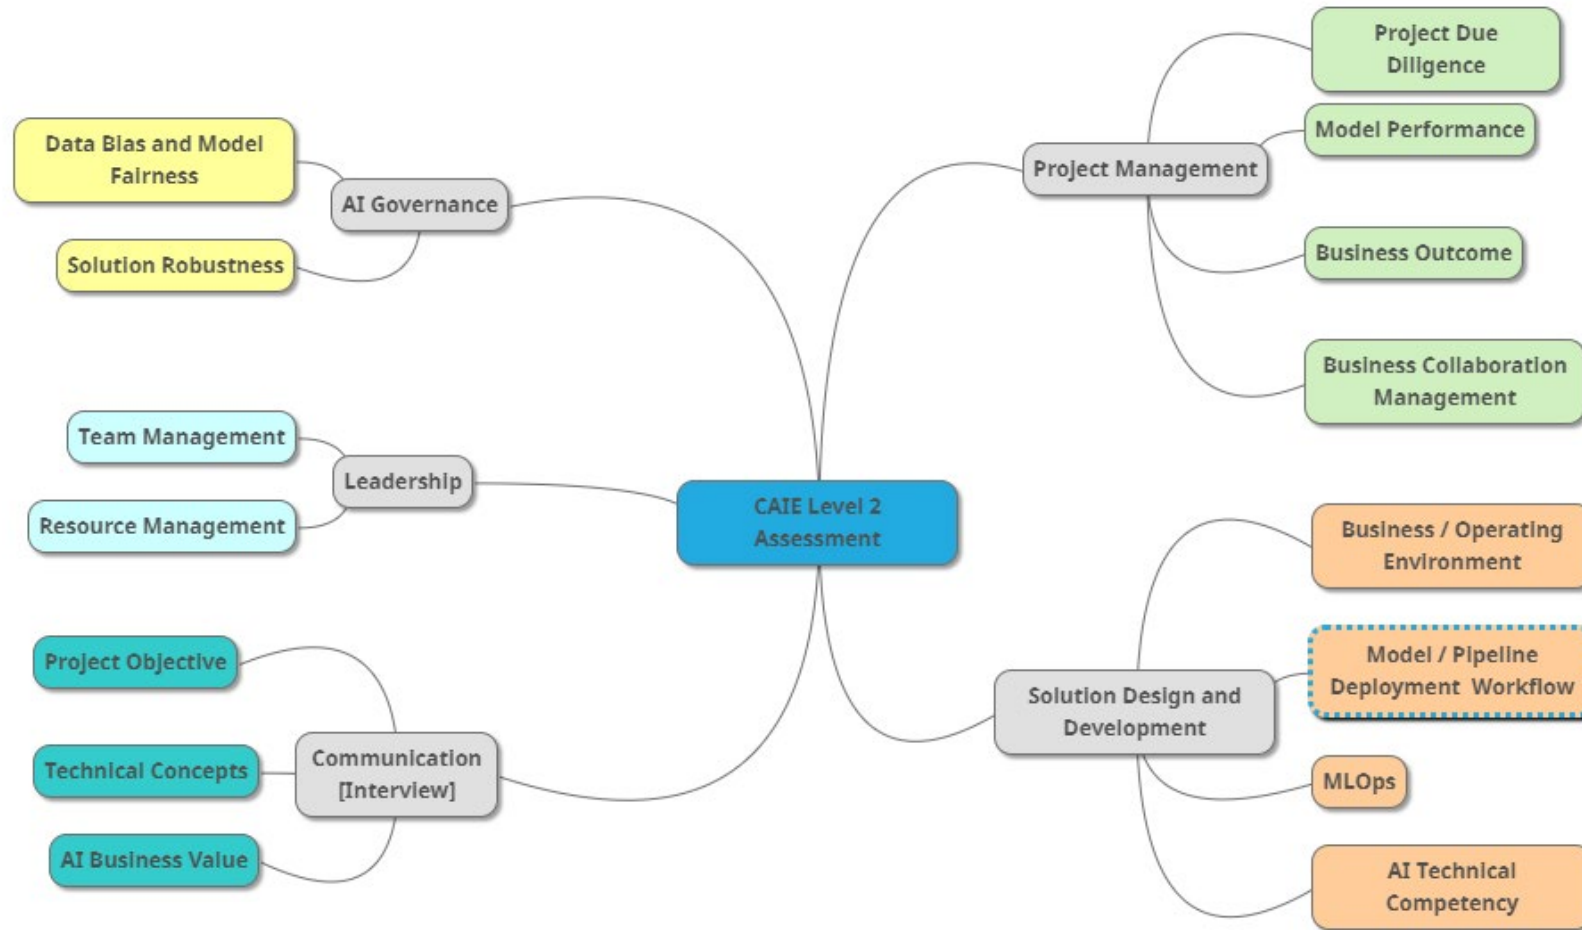 Project Due
Diligence
Data Bias and Model
Fairness
Model Performance
Project Management
AI Governance
Solution Robustness
Business Outcome
Business Collaboration
Management
Team Management
Leadership
Resource Management
CAIE Level 2
Assessment
Business / Operating
Environment
Project Objective
Model / Pipeline
Deployment Workflow
Solution Design and
Development
Communication
[Interview]
Technical Concepts
MLOps
AI Business Value
AI Technical
Competency